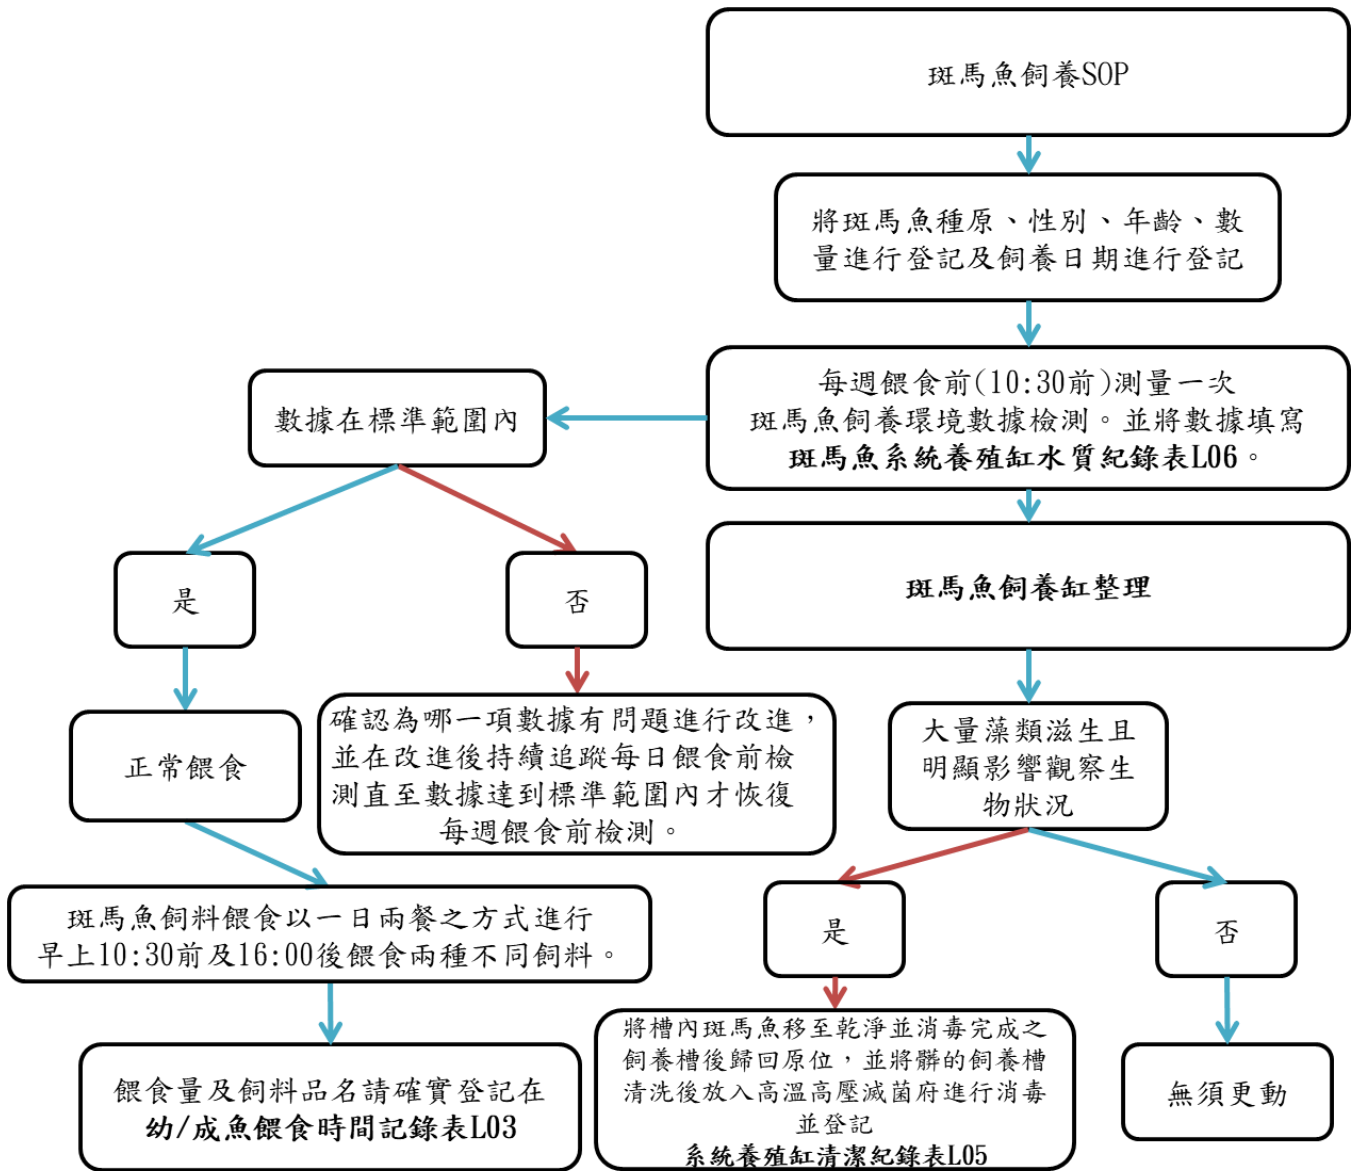 斑馬魚飼養SOP
將斑馬魚種原、性別、年齡、數
量進行登記及飼養日期進行登記
每週餵食前(10:30前)測量一次
斑馬魚飼養環境數據檢測。並將數據填寫
斑馬魚系統養殖缸水質紀錄表L06。
數據在標準範圍內
是
否
正常餵食
確認為哪一項數據有問題進行改進，
並在改進後持續追蹤每日餵食前檢
測直至數據達到標準範圍內才恢復
每週餵食前檢測。
斑馬魚飼料餵食以一日兩餐之方式進行
早上10:30前及16:00後餵食兩種不同飼料。
餵食量及飼料品名請確實登記在
幼/成魚餵食時間記錄表L03
斑馬魚飼養缸整理
大量藻類滋生且
明顯影響觀察生
物狀況
是
否
將槽內斑馬魚移至乾淨並消毒完成之
飼養槽後歸回原位，並將髒的飼養槽
清洗後放入高溫高壓滅菌府進行消毒
並登記
系統養殖缸清潔紀錄表L05
無須更動